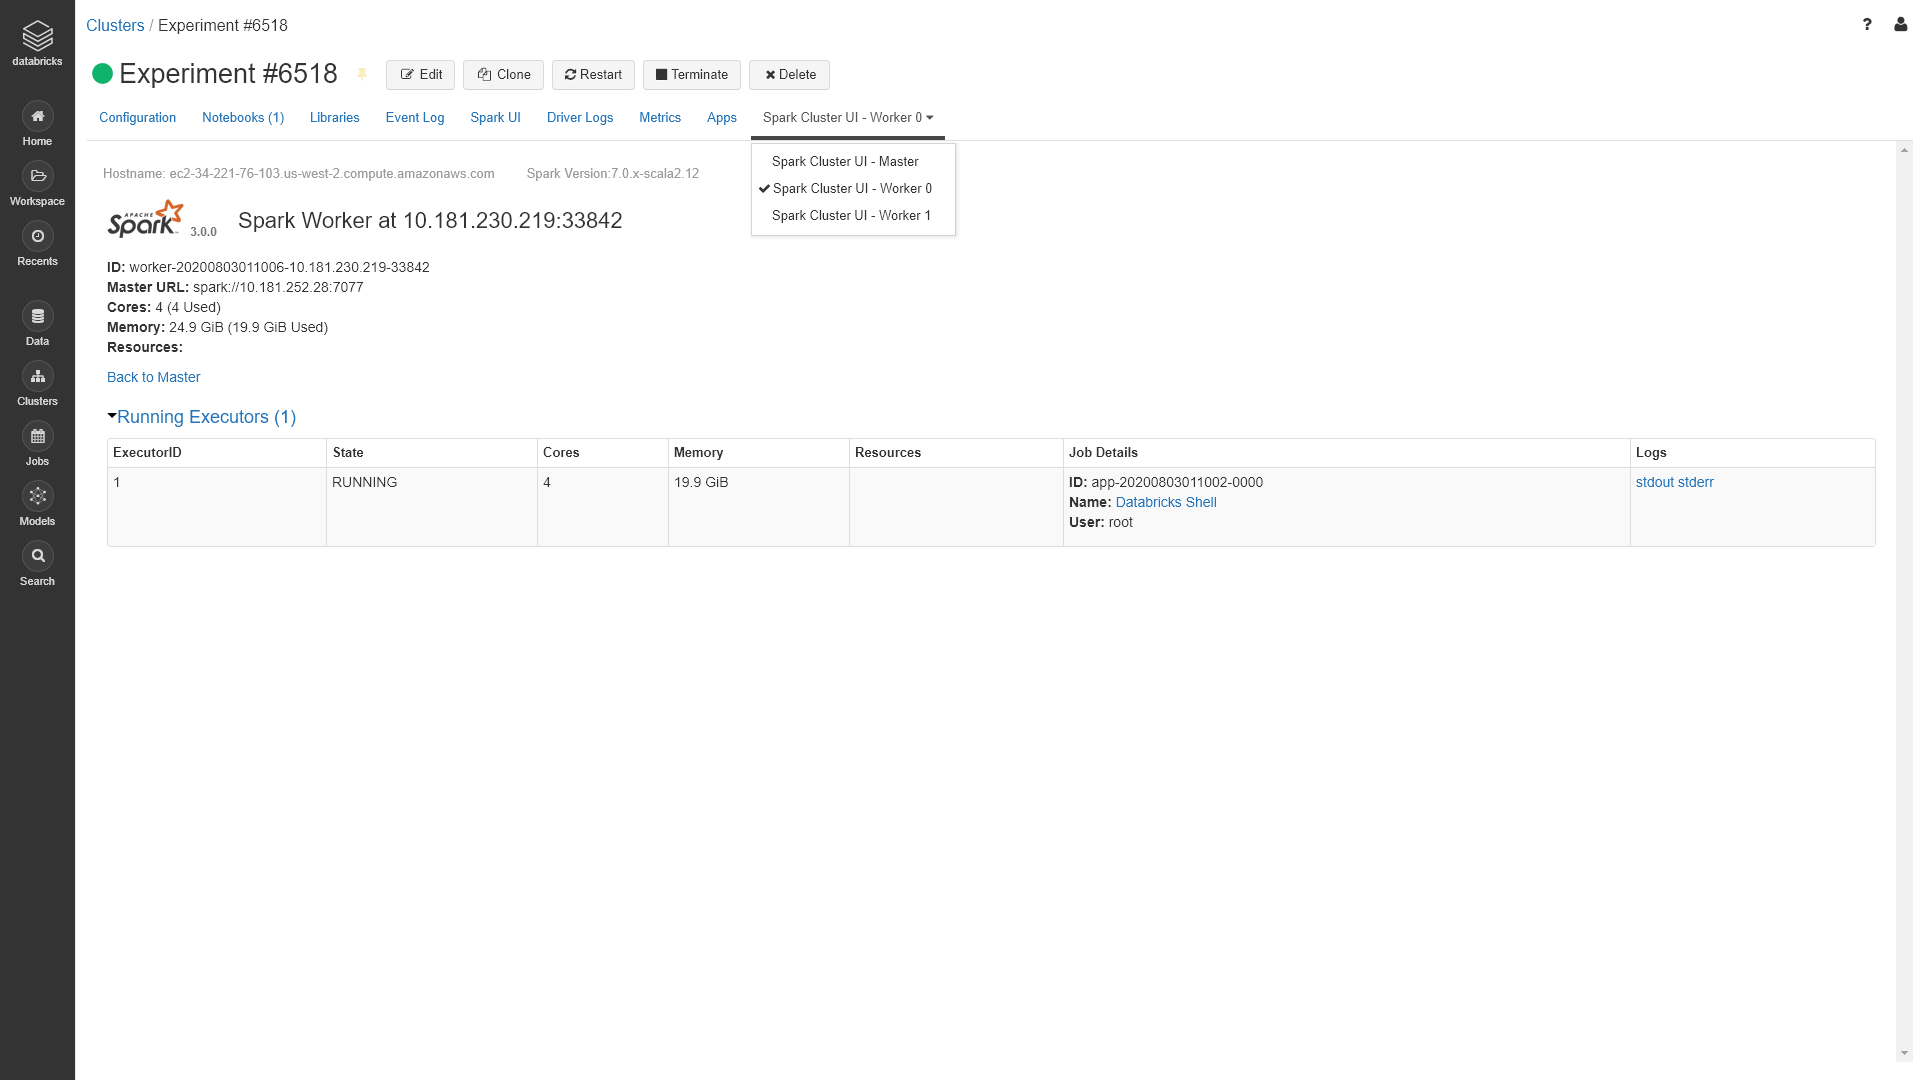 Clusters / Experiment #6518
?
databricks
Experiment #6518
Edit
Clone
Restart
Terminate
Delete
Configuration
Notebooks (1)
Libraries
Event Log
Spark UI
Driver Logs
Metrics
Apps
Spark Cluster UI - Worker 0
Spark Cluster UI - Master
Spark Cluster UI - Worker 0
Spark Cluster UI - Worker 1
Home
Workspace
Recents
Data
Clusters
Jobs
Models
Search
Hostname: ec2-34-221-76-103.us-west-2.compute.amazonaws.com
Spark Version:7.0.x-scala2.12
APACHE
Spark
3.0.0
Spark Worker at 10.181.230.219:33842
ID: worker-20200803011006-10.181.230.219-33842
Master URL: spark://10.181.252.28:7077
Cores: 4 (4 Used)
Memory: 24.9 GiB (19.9 GiB Used)
Resources:
Back to Master
Running Executors (1)
ExecutorID State Cores Memory Resources Job Details Logs
1 RUNNING 4 19.9 GiB ID: app-20200803011002-0000 stdout stderr
Name: Databricks Shell
User: root